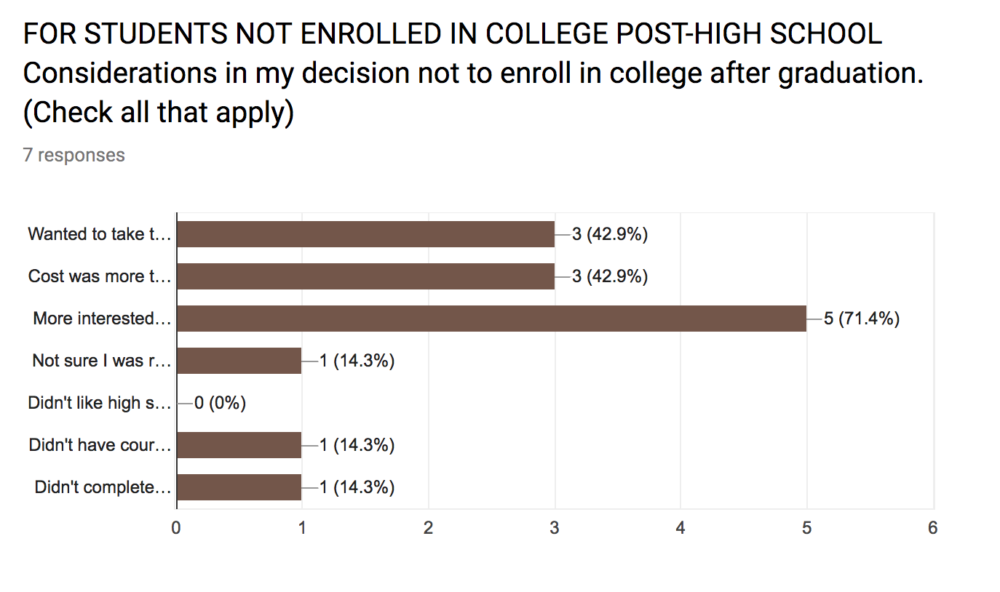 FOR STUDENTS NOT ENROLLED IN COLLEGE POST-HIGH SCHOOL
Considerations in my decision not to enroll in college after graduation.
(Check all that apply)
7 responses
Wanted to take t... 3 (42.9%)
Cost was more t... 3 (42.9%)
More interested... 5 (71.4%)
Not sure I was r... 1 (14.3%)
Didn't like high s... 0 (0%)
Didn't have cour... 1 (14.3%)
Didn't complete... 1 (14.3%)
0 1 2 3 4 5 6